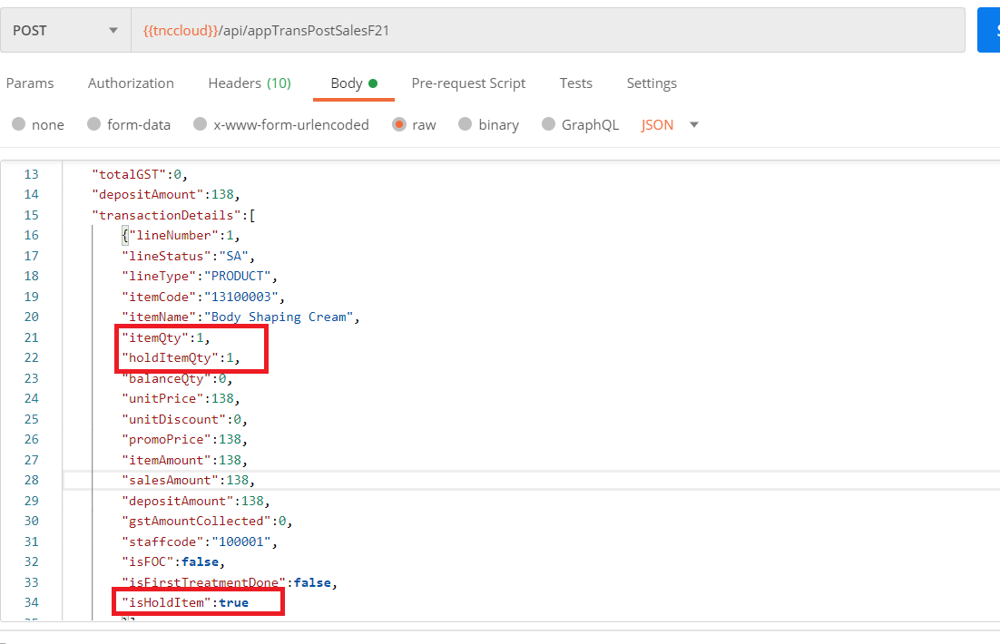 POST
{{tnccloud}}/api/appTransPostSalesF21
Params Authorization Headers (10) Body Pre-request Script Tests Settings
none form-data x-www-form-urlencoded raw binary GraphQL JSON
13 "totalGST":0,
14 "depositAmount":138,
15 "transactionDetails":[
16 {"lineNumber":1,
17 "lineStatus":"SA",
18 "lineType":"PRODUCT",
19 "itemCode":"13100003",
20 "itemName":"Body Shaping Cream",
21 "itemQty":1,
22 "holdItemQty":1,
23 "balanceQty":0,
24 "unitPrice":138,
25 "unitDiscount":0,
26 "promoPrice":138,
27 "itemAmount":138,
28 "salesAmount":138,
29 "depositAmount":138,
30 "gstAmountCollected":0,
31 "staffcode":"100001",
32 "isFOC":false,
33 "isFirstTreatmentDone":false,
34 "isHoldItem":true